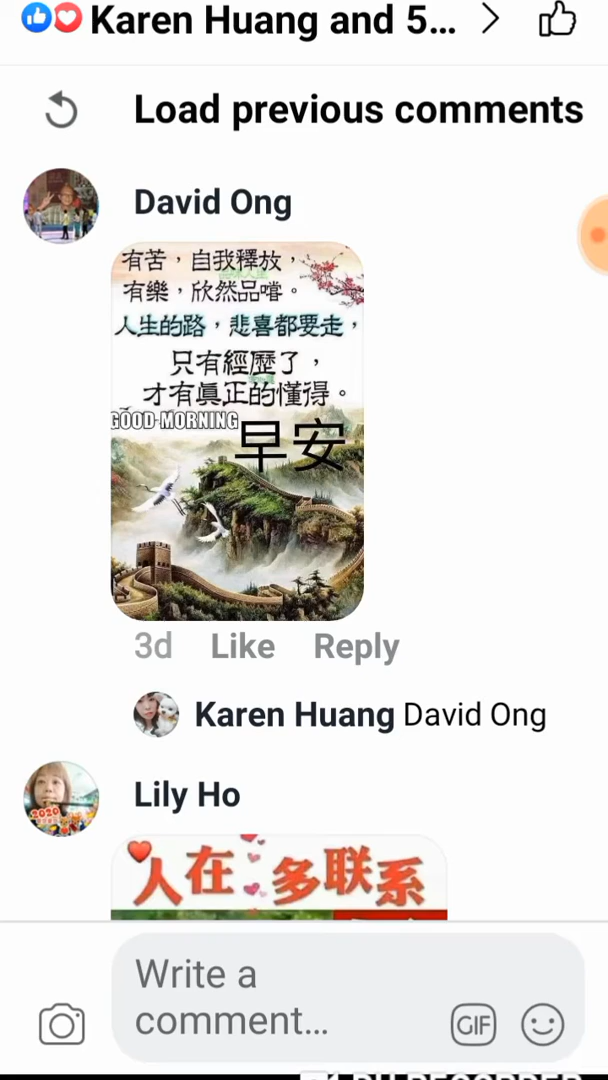 Karen Huang and 5...
Load previous comments
David Ong
有苦，自我釋放，
有樂，欣然品嚐。
人生的路，悲喜都要走，
只有經歷了，
才有真正的懂得。
GOOD MORNING
早安
3d Like Reply
Karen Huang David Ong
Lily Ho
2020
人在 多联系
Write a
comment...
GIF